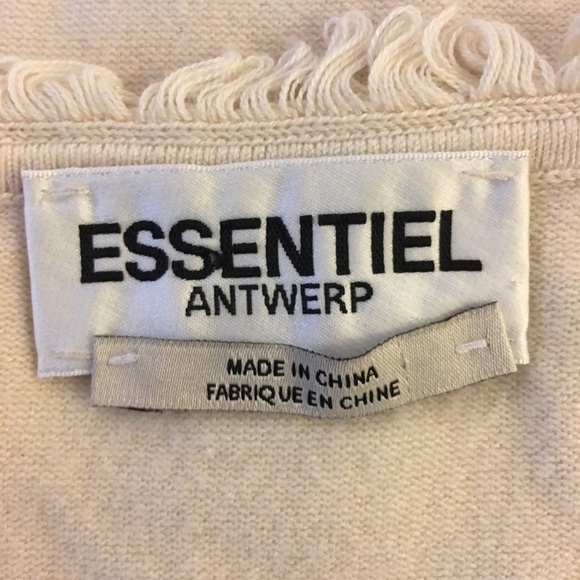 ESSENTIEL
ANTWERP
MADE IN CHINA
FABRIQUE EN CHINE